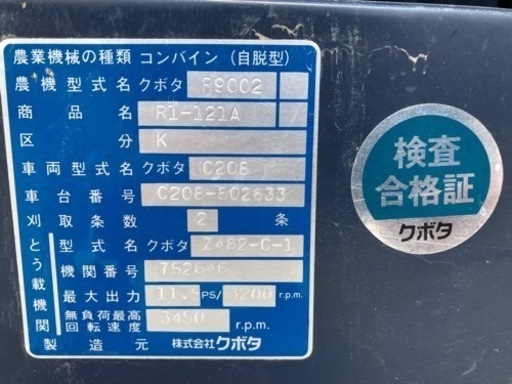 農業機械の種類 コンバイン (自脱型)
農機型式名 クボタ R9002
商品名 R1-121A
区分 K
車両型式名 クボタ C208
車台番号 C208-502633
刈取条数 2 条
とう載機関
型式名 クボタ Z482-C-1
機関番号
最大出力 11.5 PS/ 3200 r.p.m.
無負荷最高回転速度 3450 r.p.m.
製造元 株式会社クボタ
検査
合格証
クボタ